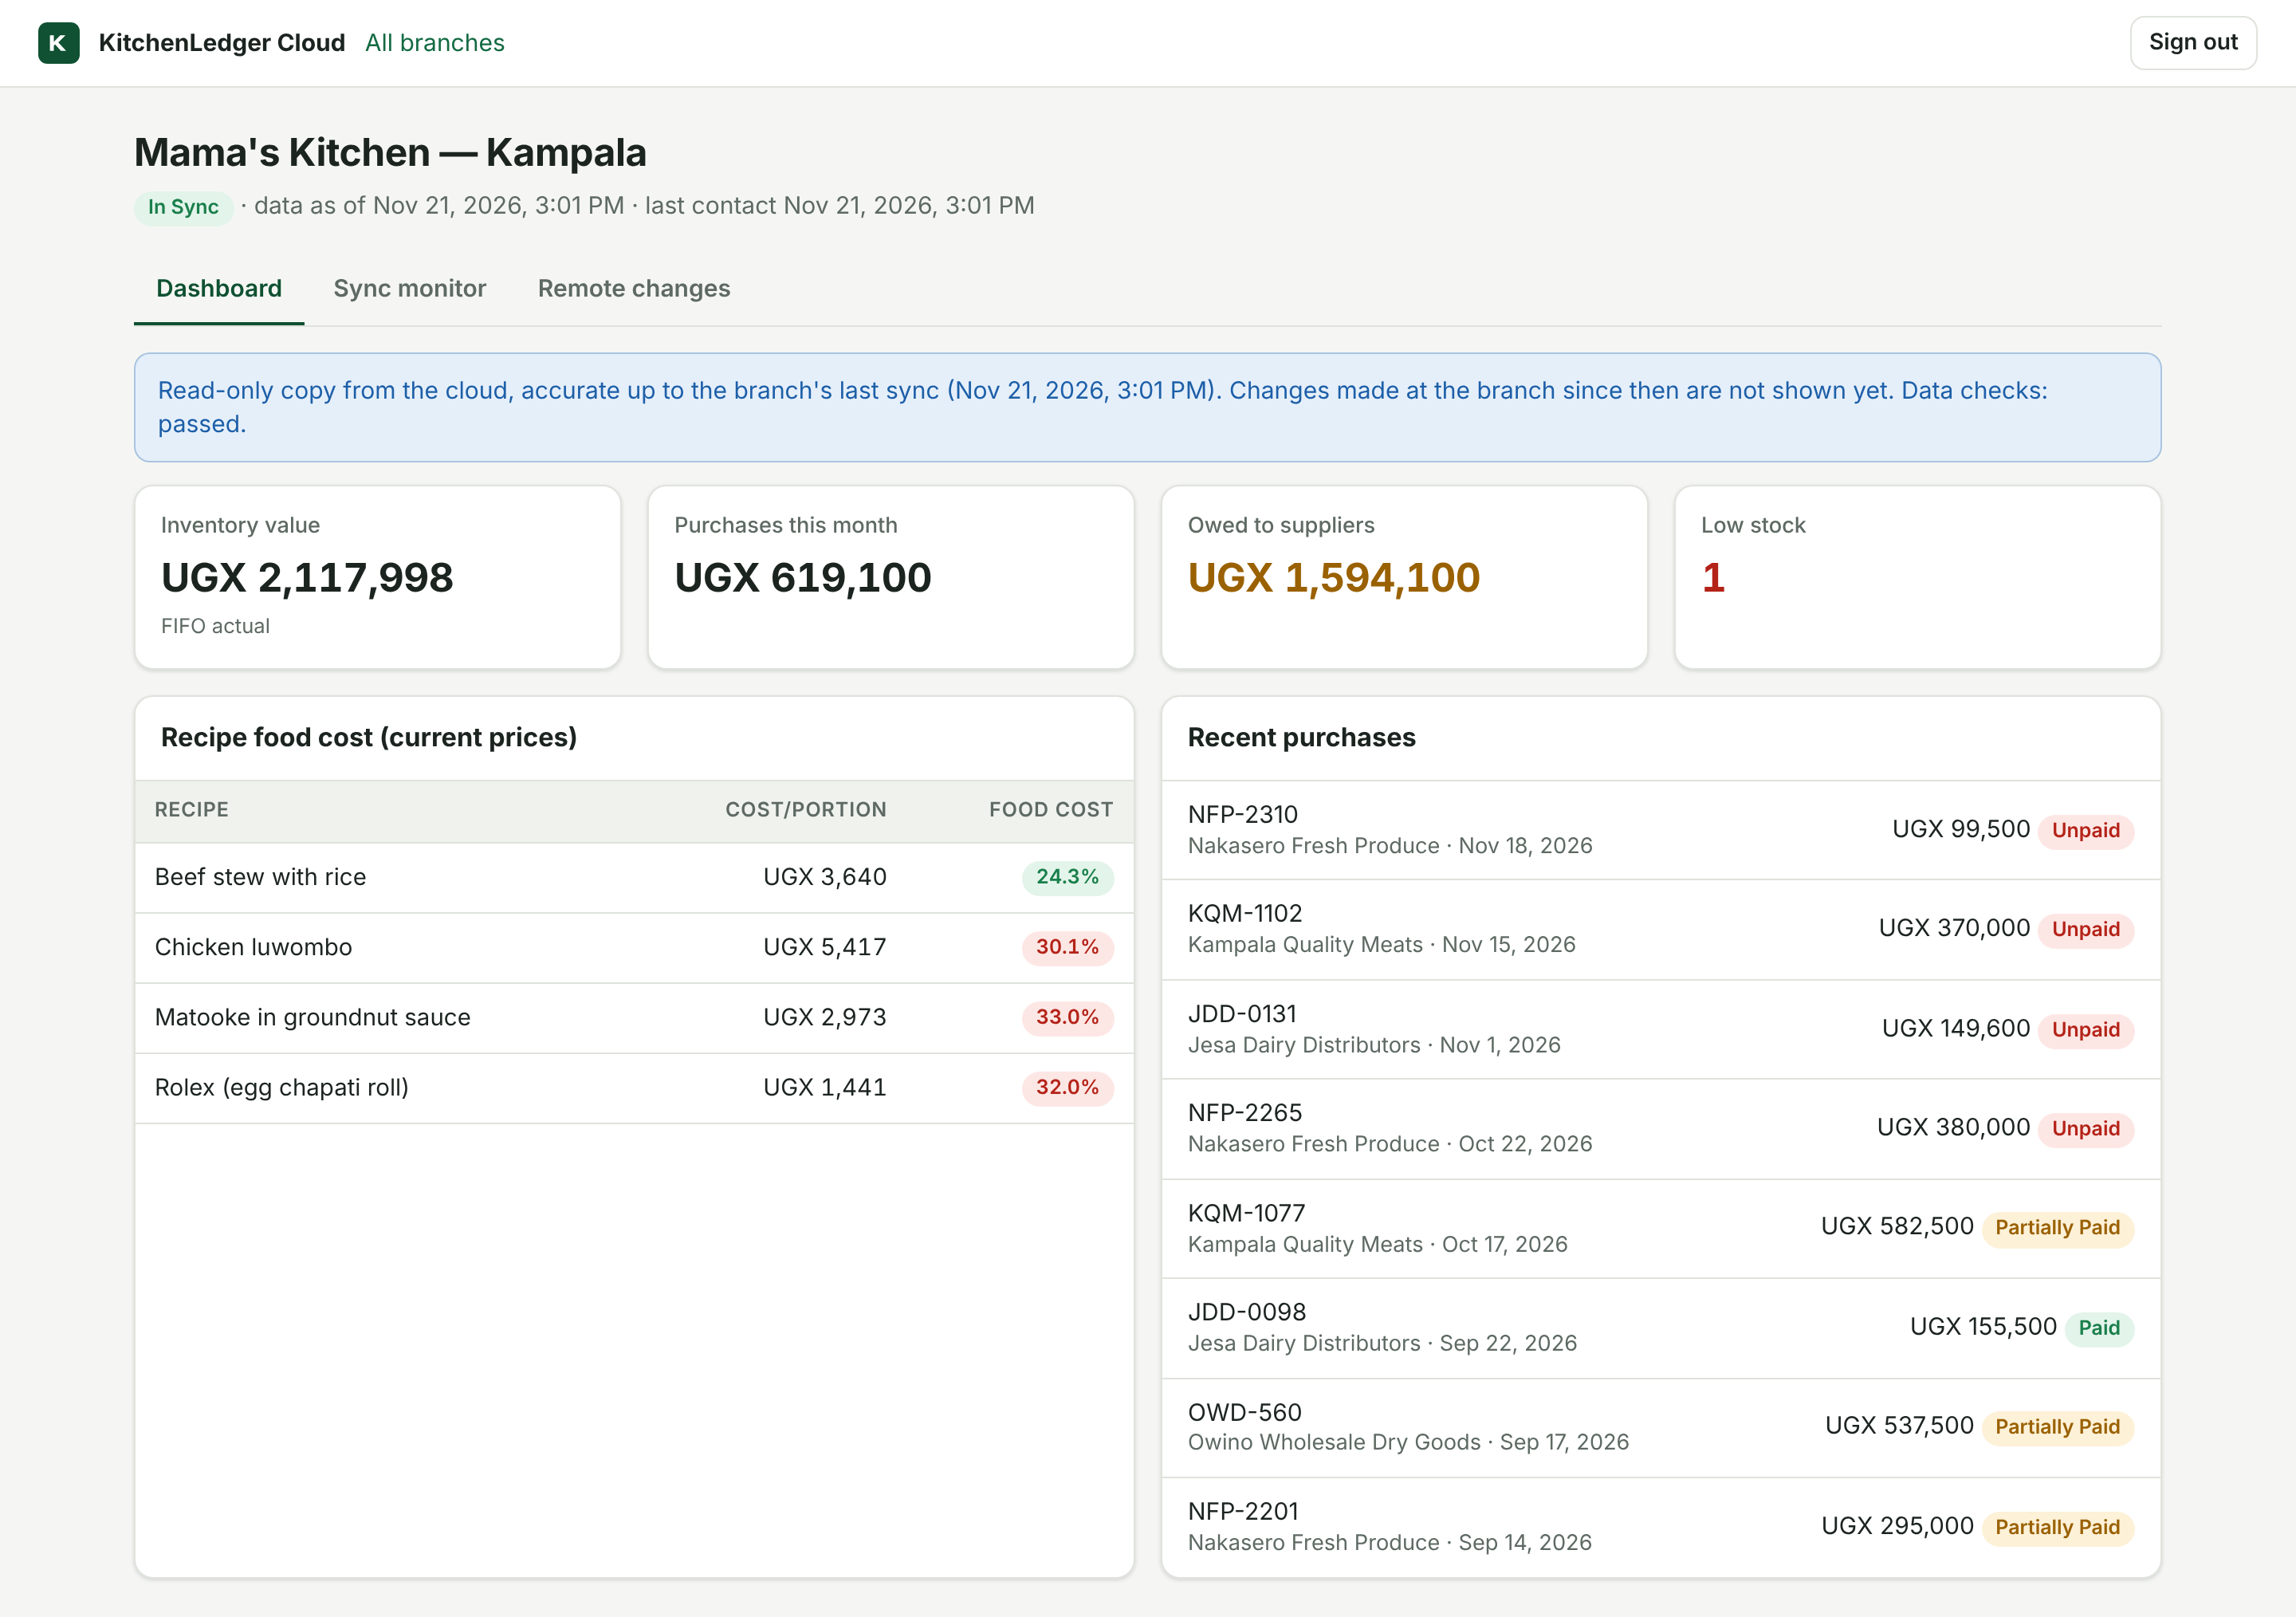 K KitchenLedger Cloud All branches Sign out
Mama's Kitchen — Kampala
In Sync · data as of Nov 21, 2026, 3:01 PM · last contact Nov 21, 2026, 3:01 PM
Dashboard Sync monitor Remote changes
Read-only copy from the cloud, accurate up to the branch's last sync (Nov 21, 2026, 3:01 PM). Changes made at the branch since then are not shown yet. Data checks:
passed.
Inventory value
UGX 2,117,998
FIFO actual
Purchases this month
UGX 619,100
Owed to suppliers
UGX 1,594,100
Low stock
1
Recipe food cost (current prices)
RECIPE COST/PORTION FOOD COST
Beef stew with rice UGX 3,640 24.3%
Chicken luwombo UGX 5,417 30.1%
Matooke in groundnut sauce UGX 2,973 33.0%
Rolex (egg chapati roll) UGX 1,441 32.0%
Recent purchases
NFP-2310
Nakasero Fresh Produce · Nov 18, 2026
UGX 99,500 Unpaid
KQM-1102
Kampala Quality Meats · Nov 15, 2026
UGX 370,000 Unpaid
JDD-0131
Jesa Dairy Distributors · Nov 1, 2026
UGX 149,600 Unpaid
NFP-2265
Nakasero Fresh Produce · Oct 22, 2026
UGX 380,000 Unpaid
KQM-1077
Kampala Quality Meats · Oct 17, 2026
UGX 582,500 Partially Paid
JDD-0098
Jesa Dairy Distributors · Sep 22, 2026
UGX 155,500 Paid
OWD-560
Owino Wholesale Dry Goods · Sep 17, 2026
UGX 537,500 Partially Paid
NFP-2201
Nakasero Fresh Produce · Sep 14, 2026
UGX 295,000 Partially Paid